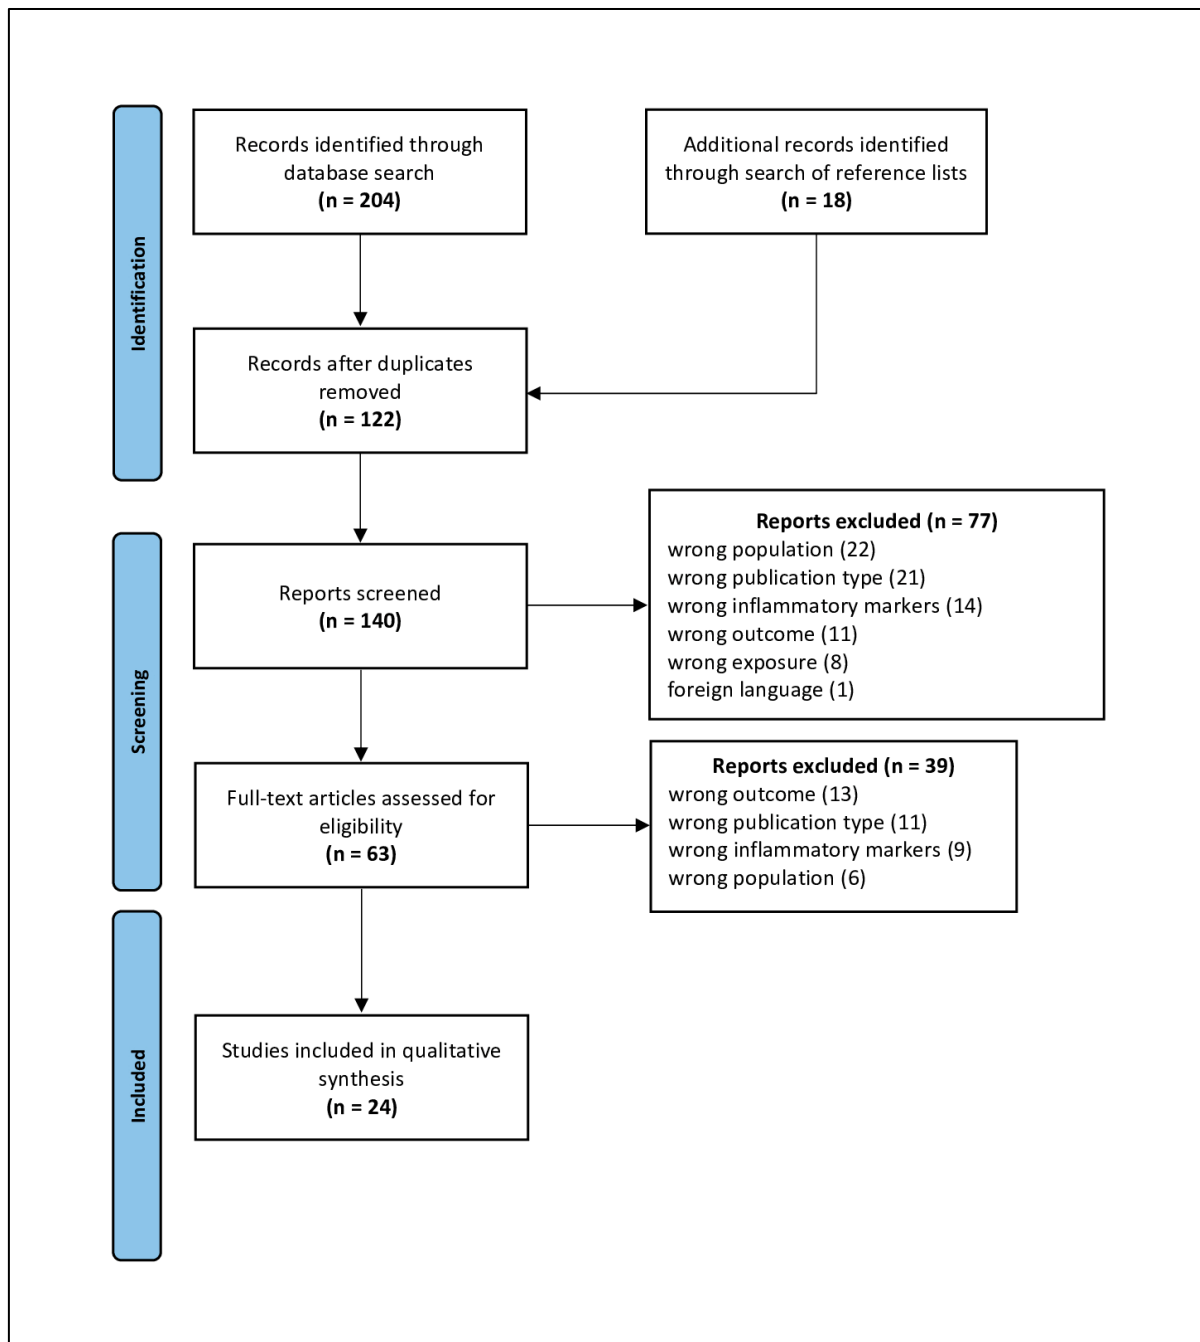 Identification
Records identified through
database search
(n = 204)
Additional records identified
through search of reference lists
(n = 18)
Records after duplicates
removed
(n = 122)
Screening
Reports screened
(n = 140)
Reports excluded (n = 77)
wrong population (22)
wrong publication type (21)
wrong inflammatory markers (14)
wrong outcome (11)
wrong exposure (8)
foreign language (1)
Full-text articles assessed for
eligibility
(n = 63)
Reports excluded (n = 39)
wrong outcome (13)
wrong publication type (11)
wrong inflammatory markers (9)
wrong population (6)
Included
Studies included in qualitative
synthesis
(n = 24)